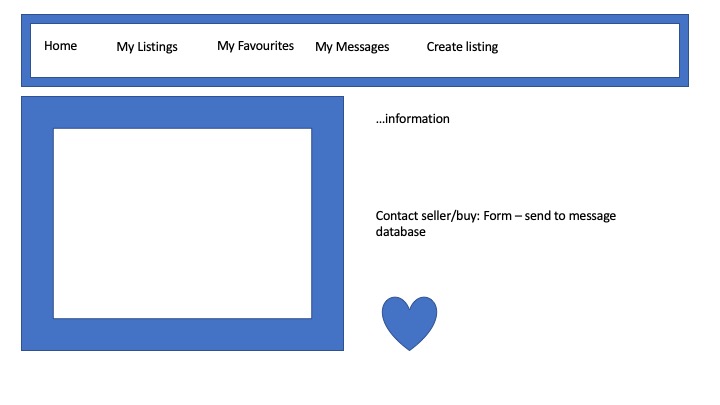 Home My Listings My Favourites My Messages Create listing
...information
Contact seller/buy: Form – send to message
database